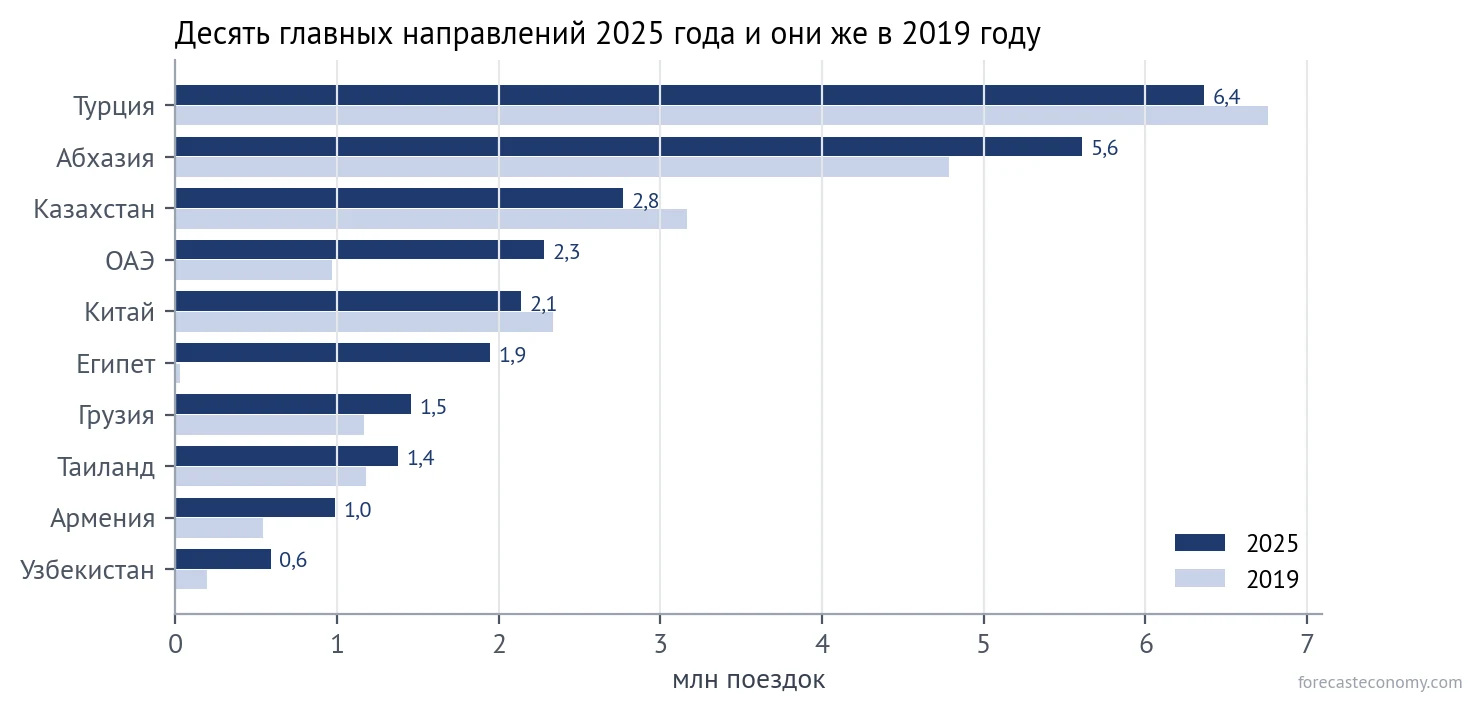 Десять главных направлений 2025 года и они же в 2019 году
Турция
6,4
Абхазия
5,6
Казахстан
2,8
ОАЭ
2,3
Китай
2,1
Египет
1,9
Грузия
1,5
Таиланд
1,4
Армения
1,0
Узбекистан
0,6
2025
2019
0 1 2 3 4 5 6 7
млн поездок
forecasteconomy.com